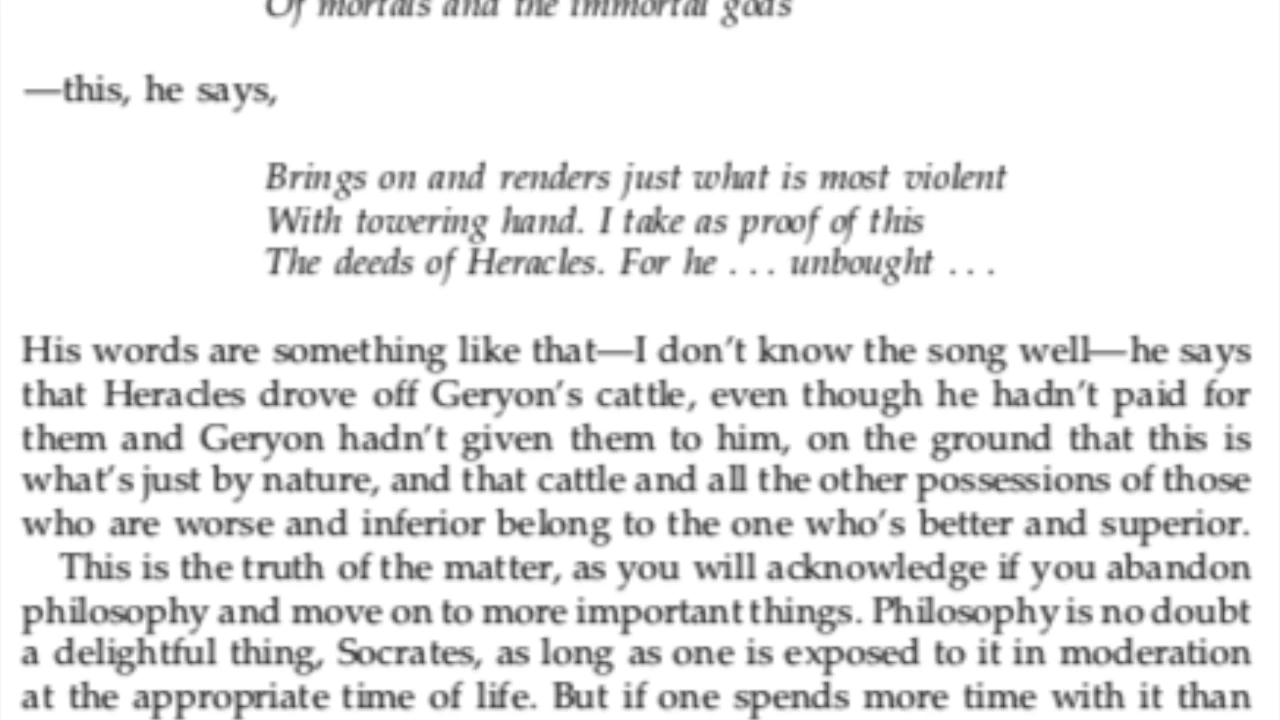 Of mortals and the immortal gods
—this, he says,
Brings on and renders just what is most violent
With towering hand. I take as proof of this
The deeds of Heracles. For he . . . unbought . . .
His words are something like that—I don't know the song well—he says
that Heracles drove off Geryon's cattle, even though he hadn't paid for
them and Geryon hadn't given them to him, on the ground that this is
what's just by nature, and that cattle and all the other possessions of those
who are worse and inferior belong to the one who's better and superior.
This is the truth of the matter, as you will acknowledge if you abandon
philosophy and move on to more important things. Philosophy is no doubt
a delightful thing, Socrates, as long as one is exposed to it in moderation
at the appropriate time of life. But if one spends more time with it than